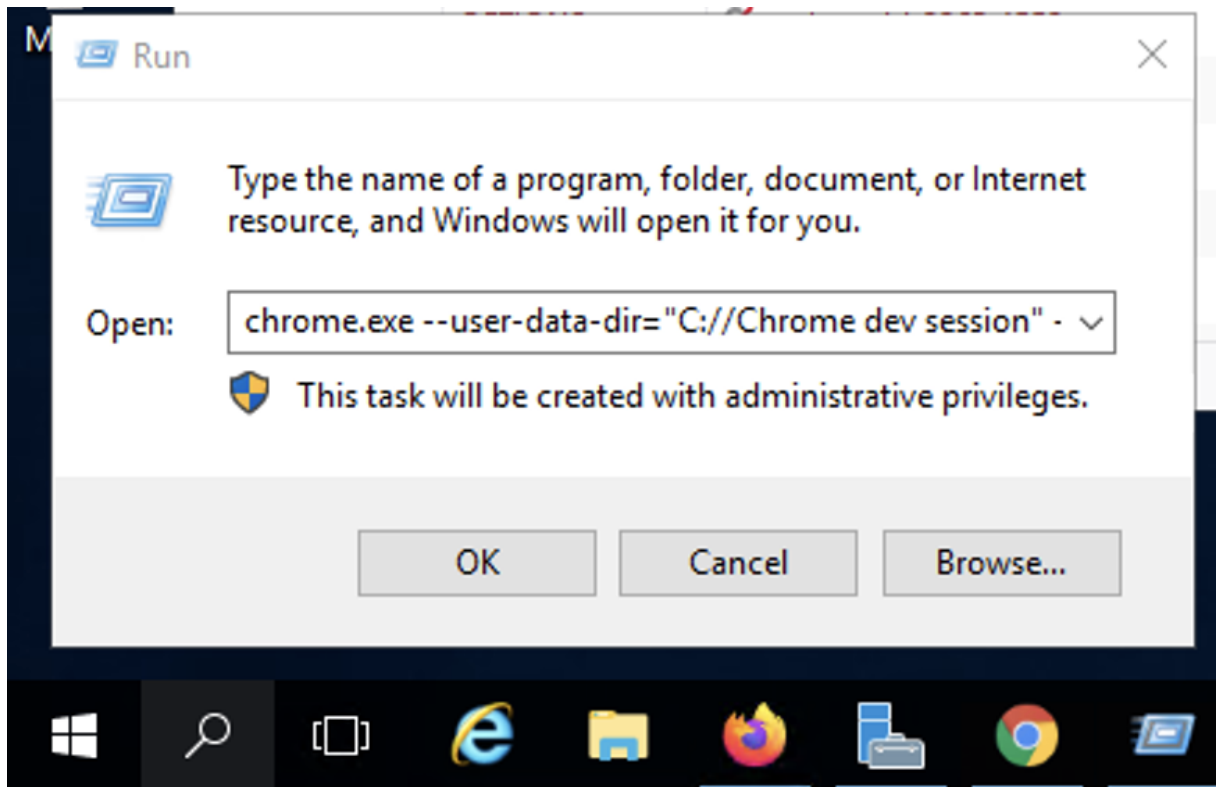 M
Run
Type the name of a program, folder, document, or Internet
resource, and Windows will open it for you.
Open:
chrome.exe --user-data-dir="C://Chrome dev session" -
This task will be created with administrative privileges.
OK
Cancel
Browse...